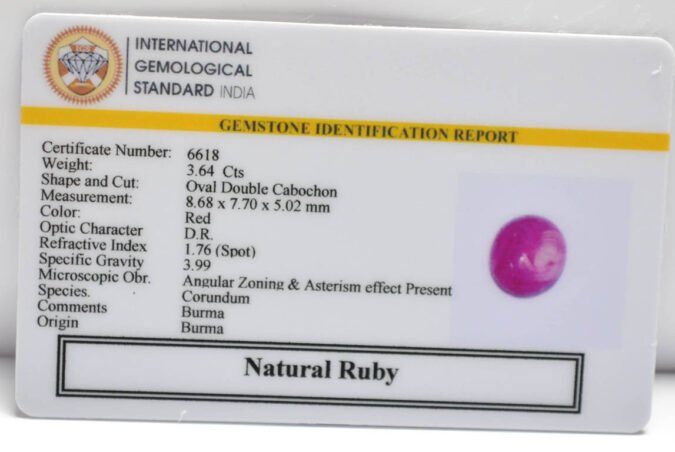 INTERNATIONAL
GEMOLOGICAL
STANDARD INDIA
GEMSTONE IDENTIFICATION REPORT
Certificate Number: 6618
Weight: 3.64 Cts
Shape and Cut: Oval Double Cabochon
Measurement: 8.68 x 7.70 x 5.02 mm
Color: Red
Optic Character D.R.
Refractive Index 1.76 (Spot)
Specific Gravity 3.99
Microscopic Obr. Angular Zoning & Asterism effect Present
Species. Corundum
Comments Burma
Origin Burma
Natural Ruby